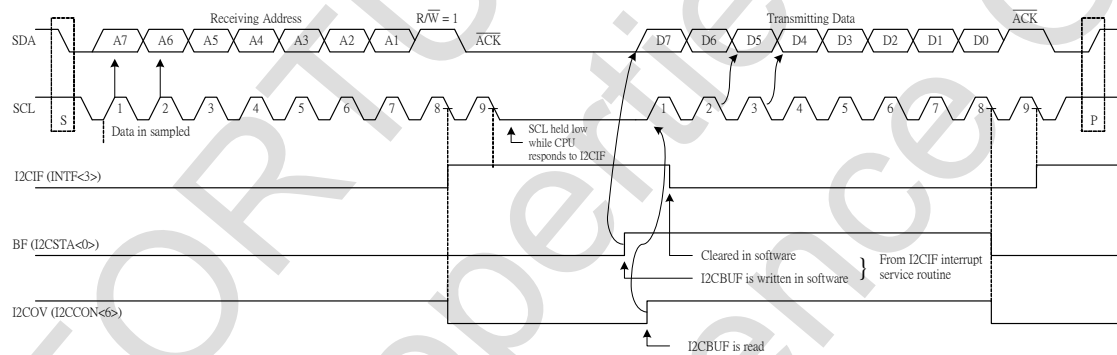 Receiving Address R/W = 1 Transmitting Data ACK
SDA A7 A6 A5 A4 A3 A2 A1 ACK D7 D6 D5 D4 D3 D2 D1 D0
SCL S 1 2 3 4 5 6 7 8 9 1 2 3 4 5 6 7 8 9 P
Data in sampled
SCL held low
while CPU
responds to I2CIF
I2CIF (INTF<3>)
BF (I2CSTA<0>)
Cleared in software
I2CBUF is written in software
} From I2CIF interrupt
service routine
I2COV (I2CCON<6>)
I2CBUF is read